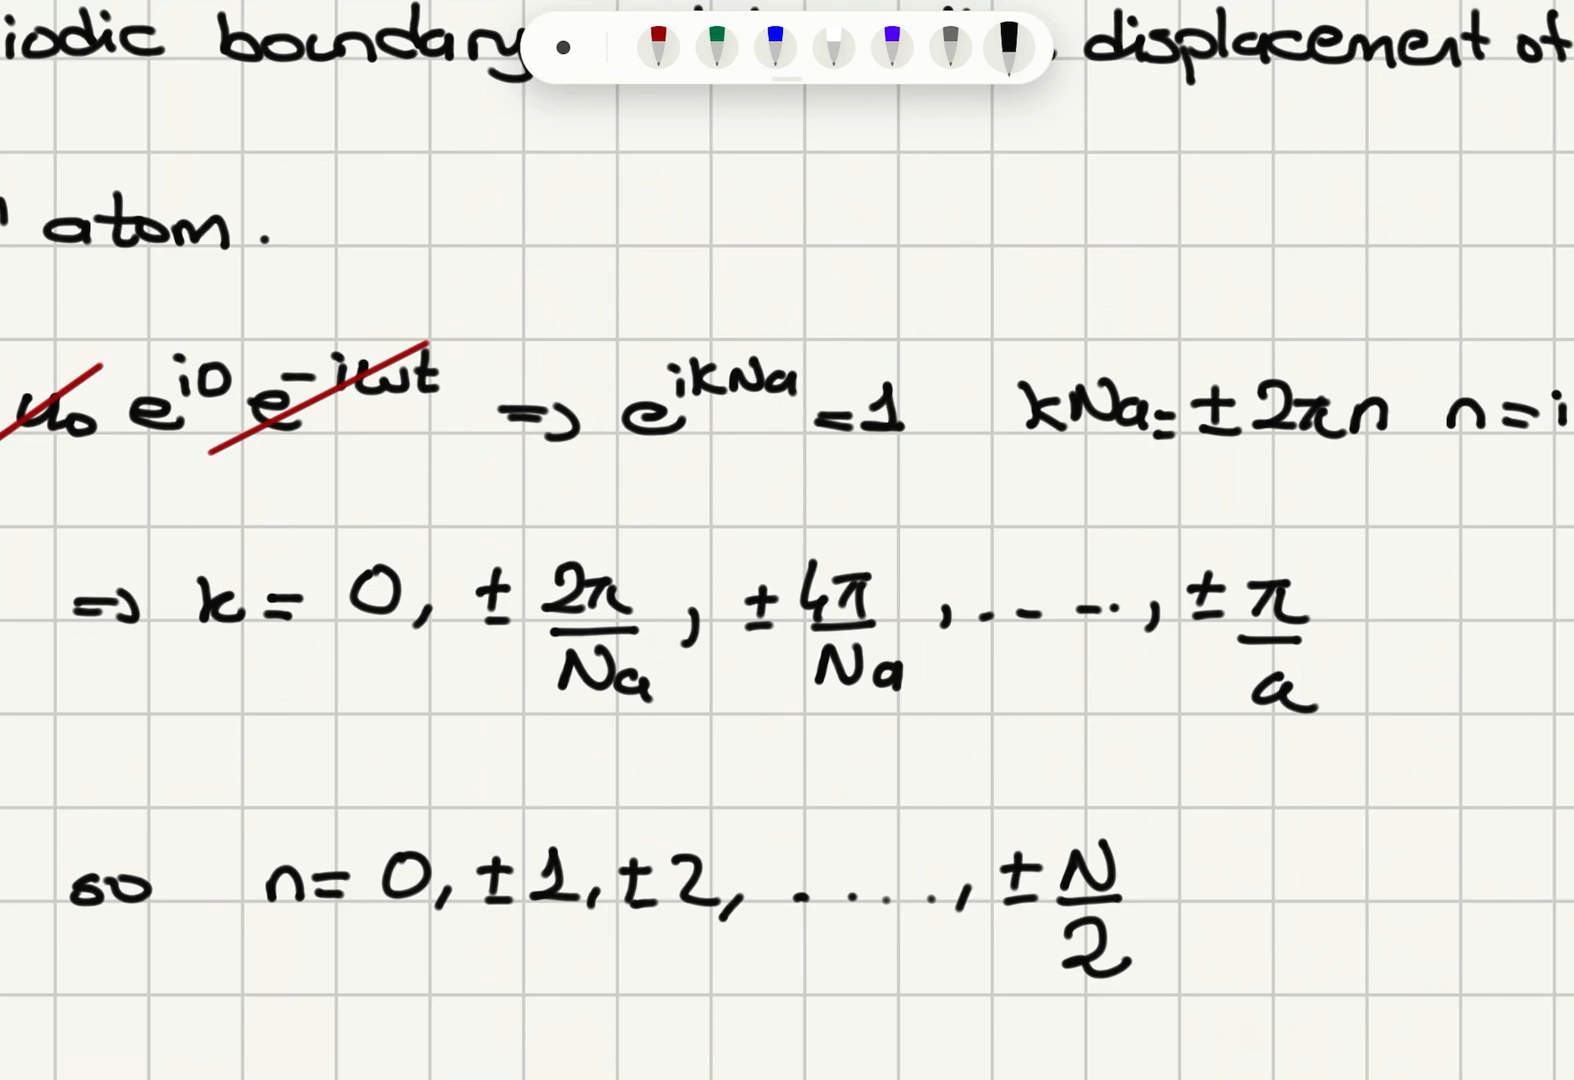 iodic boundary displacement of
atom.
u₀ e^{i0} e^{-iωt} => e^{ikNa} = 1 kNa = ±2πn n = i
=> k = 0, ± 2π/Na, ± 4π/Na, ...., ± π/a
so n = 0, ±1, ±2, ....., ± N/2